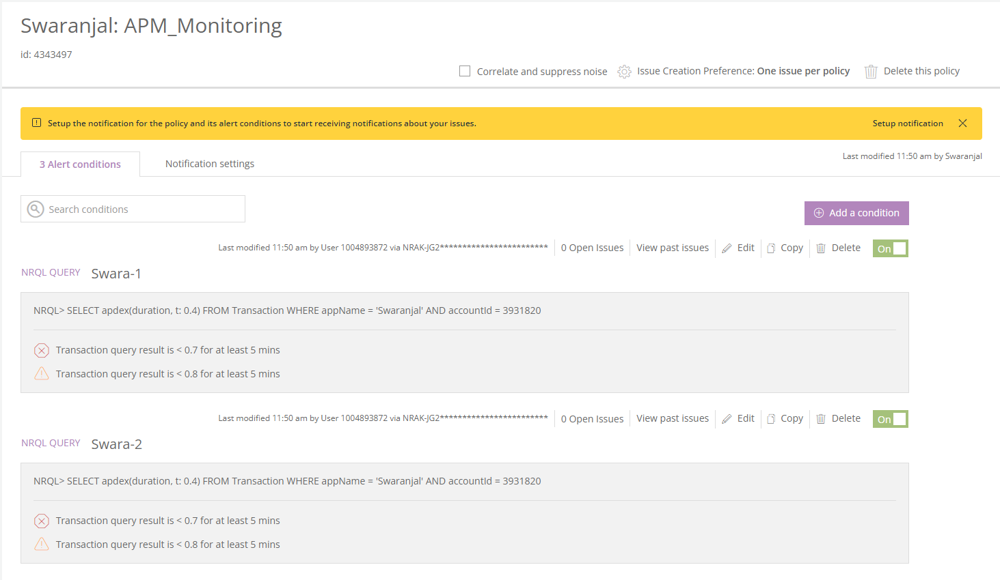 Swaranjal: APM_Monitoring
id: 4343497
Correlate and suppress noise Issue Creation Preference: One issue per policy Delete this policy
Setup the notification for the policy and its alert conditions to start receiving notifications about your issues. Setup notification
3 Alert conditions Notification settings Last modified 11:50 am by Swaranjal
Search conditions
Add a condition
Last modified 11:50 am by User 1004893872 via NRAK-JG2************************ 0 Open Issues View past issues Edit Copy Delete On
NRQL QUERY Swara-1
NRQL> SELECT apdex(duration, t: 0.4) FROM Transaction WHERE appName = 'Swaranjal' AND accountId = 3931820
Transaction query result is < 0.7 for at least 5 mins
Transaction query result is < 0.8 for at least 5 mins
Last modified 11:50 am by User 1004893872 via NRAK-JG2************************ 0 Open Issues View past issues Edit Copy Delete On
NRQL QUERY Swara-2
NRQL> SELECT apdex(duration, t: 0.4) FROM Transaction WHERE appName = 'Swaranjal' AND accountId = 3931820
Transaction query result is < 0.7 for at least 5 mins
Transaction query result is < 0.8 for at least 5 mins